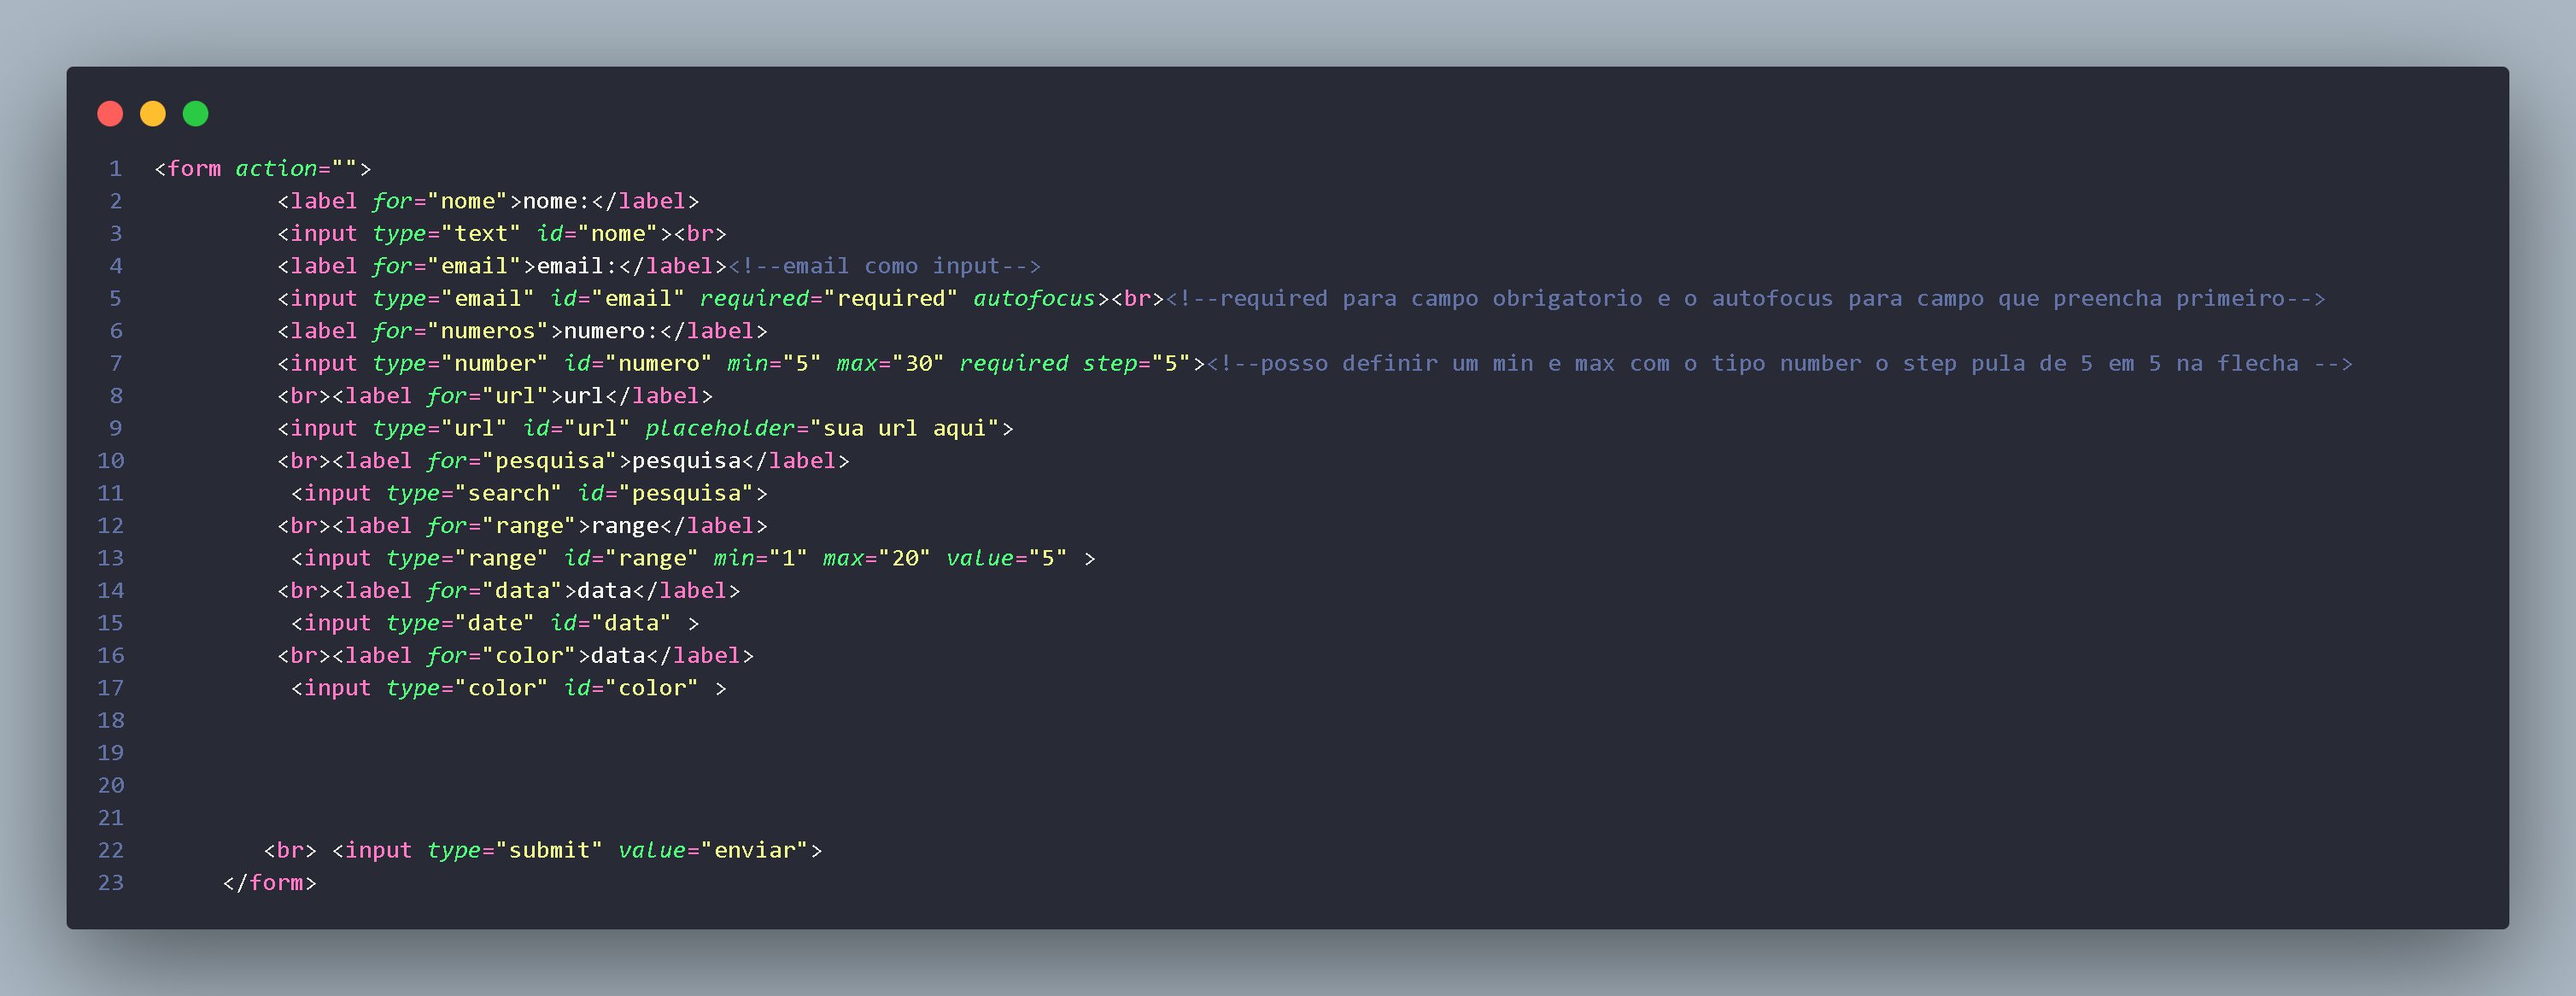 1 <form action="">
2 <label for="nome">nome:</label>
3 <input type="text" id="nome"><br>
4 <label for="email">email:</label><!--email como input-->
5 <input type="email" id="email" required="required" autofocus><br><!--required para campo obrigatorio e o autofocus para campo que preencha primeiro-->
6 <label for="numeros">numero:</label>
7 <input type="number" id="numero" min="5" max="30" required step="5"><!--posso definir um min e max com o tipo number o step pula de 5 em 5 na flecha -->
8 <br><label for="url">url</label>
9 <input type="url" id="url" placeholder="sua url aqui">
10 <br><label for="pesquisa">pesquisa</label>
11 <input type="search" id="pesquisa">
12 <br><label for="range">range</label>
13 <input type="range" id="range" min="1" max="20" value="5" >
14 <br><label for="data">data</label>
15 <input type="date" id="data" >
16 <br><label for="color">data</label>
17 <input type="color" id="color" >
18
19
20
21
22 <br> <input type="submit" value="enviar">
23 </form>